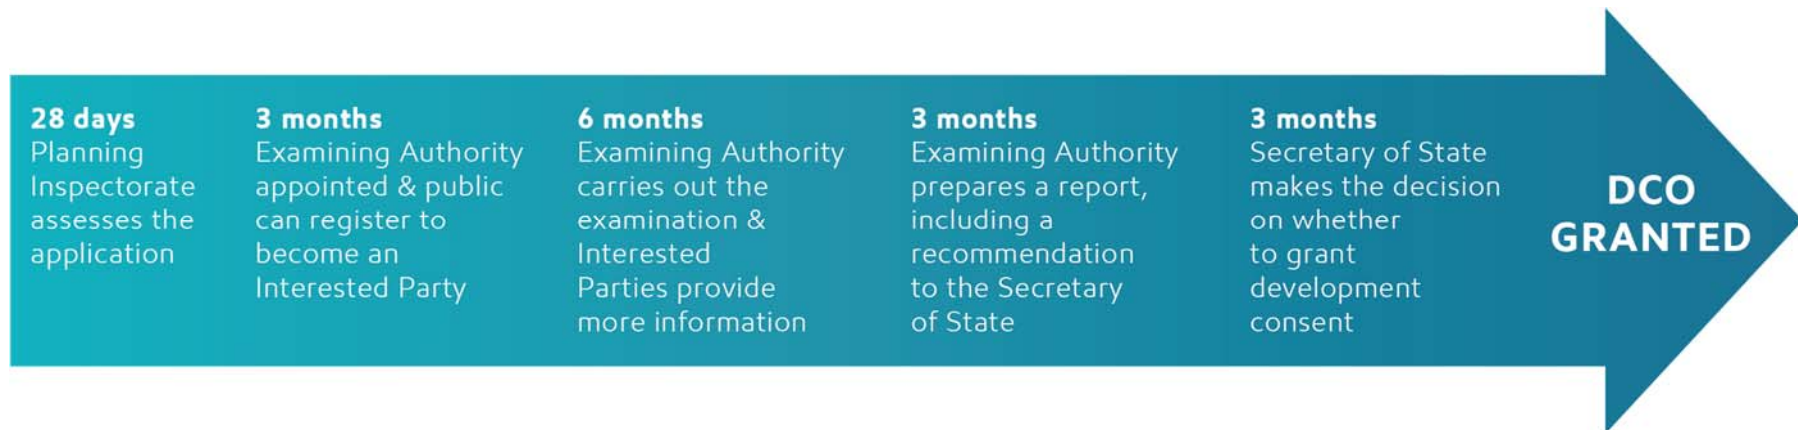 28 days
Planning
Inspectorate
assesses the
application
3 months
Examining Authority
appointed & public
can register to
become an
Interested Party
6 months
Examining Authority
carries out the
examination &
Interested
Parties provide
more information
3 months
Examining Authority
prepares a report,
including a
recommendation
to the Secretary
of State
3 months
Secretary of State
makes the decision
on whether
to grant
development
consent
DCO
GRANTED